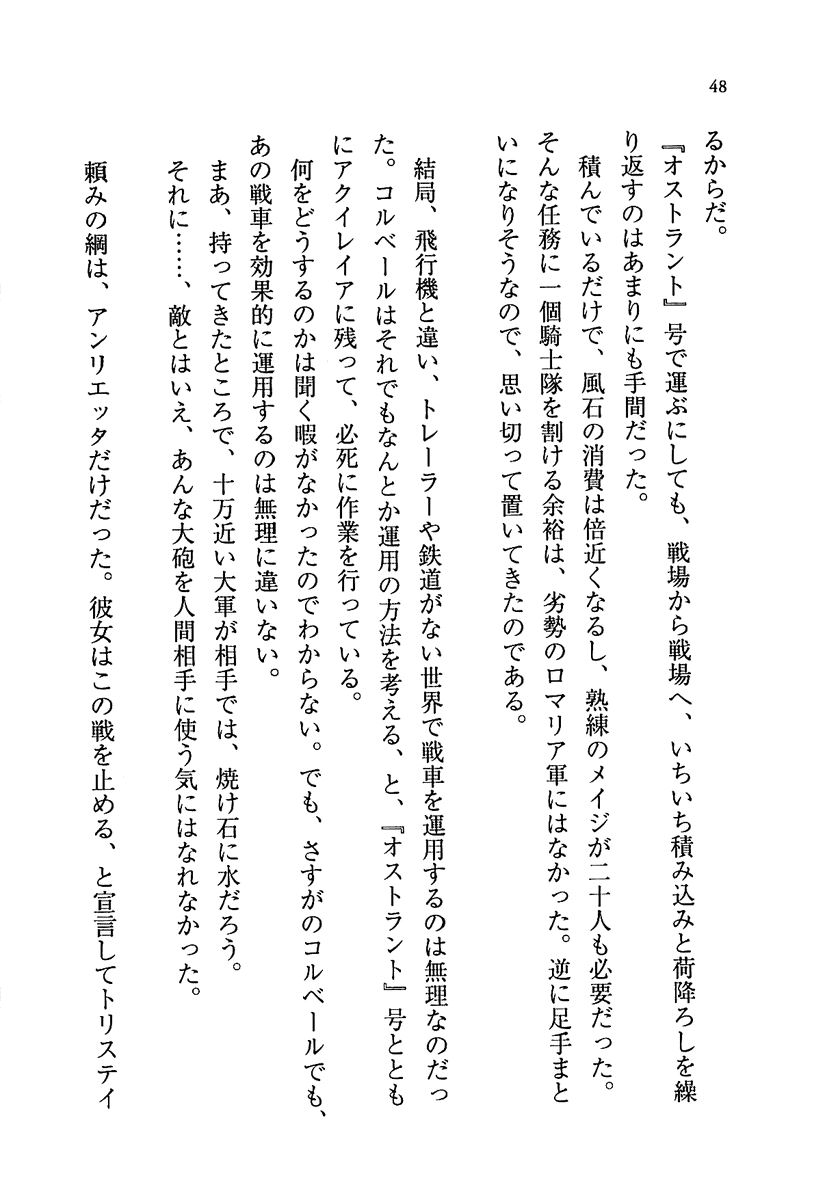 48
るからだ。
『オストラント』号で運ぶにしても、戦場から戦場へ、いちいち積み込みと荷降ろしを繰
り返すのはあまりにも手間だった。
積んでいるだけで、風石の消費は倍近くなるし、熟練のメイジが二十人も必要だった。
そんな任務に一個騎士隊を割ける余裕は、劣勢のロマリア軍にはなかった。逆に足手まと
いになりそうなので、思い切って置いてきたのである。
結局、飛行機と違い、トレーラーや鉄道がない世界で戦車を運用するのは無理なのだっ
た。コルベールはそれでもなんとか運用の方法を考える、と、『オストラント』号ととも
にアクイレイアに残って、必死に作業を行っている。
何をどうするのかは聞く暇がなかったのでわからない。でも、さすがのコルベールでも、
あの戦車を効果的に運用するのは無理に違いない。
まあ、持ってきたところで、十万近い大軍が相手では、焼け石に水だろう。
それに……、敵とはいえ、あんな大砲を人間相手に使う気にはなれなかった。
頼みの綱は、アンリエッタだけだった。彼女はこの戦を止める、と宣言してトリステイ